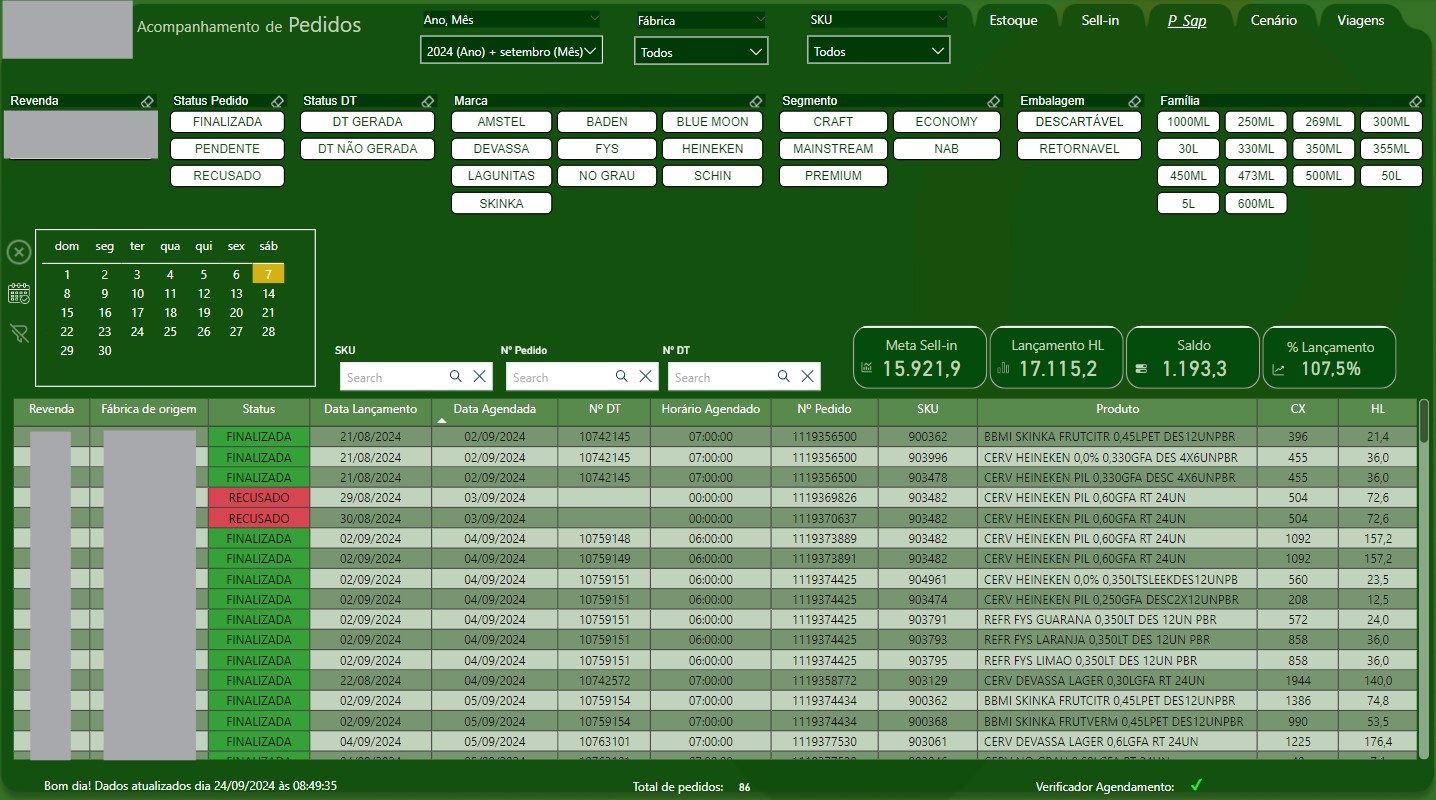 Acompanhamento de Pedidos
Ano, Mês
2024 (Ano) + setembro (Mês)
Fábrica
Todos
SKU
Todos
Estoque
Sell-in
P_Sap
Cenário
Viagens
Revenda
Status Pedido
FINALIZADA
PENDENTE
RECUSADO
Status DT
DT GERADA
DT NÃO GERADA
Marca
AMSTEL BADEN BLUE MOON
DEVASSA FYS HEINEKEN
LAGUNITAS NO GRAU SCHIN
SKINKA
Segmento
CRAFT ECONOMY
MAINSTREAM NAB
PREMIUM
Embalagem
DESCARTÁVEL
RETORNAVEL
Família
1000ML 250ML 269ML 300ML
30L 330ML 350ML 355ML
450ML 473ML 500ML 50L
5L 600ML
dom seg ter qua qui sex sáb
1 2 3 4 5 6 7
8 9 10 11 12 13 14
15 16 17 18 19 20 21
22 23 24 25 26 27 28
29 30
SKU
Search
Nº Pedido
Search
Nº DT
Search
Meta Sell-in
15.921,9
Lançamento HL
17.115,2
Saldo
1.193,3
% Lançamento
107,5%
Revenda Fábrica de origem Status Data Lançamento Data Agendada Nº DT Horário Agendado Nº Pedido SKU Produto CX HL
FINALIZADA 21/08/2024 02/09/2024 10742145 07:00:00 1119356500 900362 BBMI SKINKA FRUTCITR 0,45LPET DES12UNPBR 396 21,4
FINALIZADA 21/08/2024 02/09/2024 10742145 07:00:00 1119356500 903996 CERV HEINEKEN 0,0% 0,330GFA DES 4X6UNPBR 455 36,0
FINALIZADA 21/08/2024 02/09/2024 10742145 07:00:00 1119356500 903478 CERV HEINEKEN PIL 0,330GFA DESC 4X6UNPBR 455 36,0
RECUSADO 29/08/2024 03/09/2024 00:00:00 1119369826 903482 CERV HEINEKEN PIL 0,60GFA RT 24UN 504 72,6
RECUSADO 30/08/2024 03/09/2024 00:00:00 1119370637 903482 CERV HEINEKEN PIL 0,60GFA RT 24UN 504 72,6
FINALIZADA 02/09/2024 04/09/2024 10759148 06:00:00 1119373889 903482 CERV HEINEKEN PIL 0,60GFA RT 24UN 1092 157,2
FINALIZADA 02/09/2024 04/09/2024 10759149 06:00:00 1119373891 903482 CERV HEINEKEN PIL 0,60GFA RT 24UN 1092 157,2
FINALIZADA 02/09/2024 04/09/2024 10759151 06:00:00 1119374425 904961 CERV HEINEKEN 0,0% 0,350LTSLEEKDES12UNPB 560 23,5
FINALIZADA 02/09/2024 04/09/2024 10759151 06:00:00 1119374425 903474 CERV HEINEKEN PIL 0,250GFA DESC2X12UNPBR 208 12,5
FINALIZADA 02/09/2024 04/09/2024 10759151 06:00:00 1119374425 903791 REFR FYS GUARANA 0,350LT DES 12UN PBR 572 24,0
FINALIZADA 02/09/2024 04/09/2024 10759151 06:00:00 1119374425 903793 REFR FYS LARANJA 0,350LT DES 12UN PBR 858 36,0
FINALIZADA 02/09/2024 04/09/2024 10759151 06:00:00 1119374425 903795 REFR FYS LIMAO 0,350LT DES 12UN PBR 858 36,0
FINALIZADA 22/08/2024 04/09/2024 10742572 07:00:00 1119358772 903129 CERV DEVASSA LAGER 0,30LGFA RT 24UN 1944 140,0
FINALIZADA 02/09/2024 05/09/2024 10759154 07:00:00 1119374434 900362 BBMI SKINKA FRUTCITR 0,45LPET DES12UNPBR 1386 74,8
FINALIZADA 02/09/2024 05/09/2024 10759154 07:00:00 1119374434 900368 BBMI SKINKA FRUTVERM 0,45LPET DES12UNPBR 990 53,5
FINALIZADA 04/09/2024 05/09/2024 10763101 07:00:00 1119377530 903061 CERV DEVASSA LAGER 0,6LGFA RT 24UN 1225 176,4
Bom dia! Dados atualizados dia 24/09/2024 às 08:49:35
Total de pedidos: 86
Verificador Agendamento: ✓